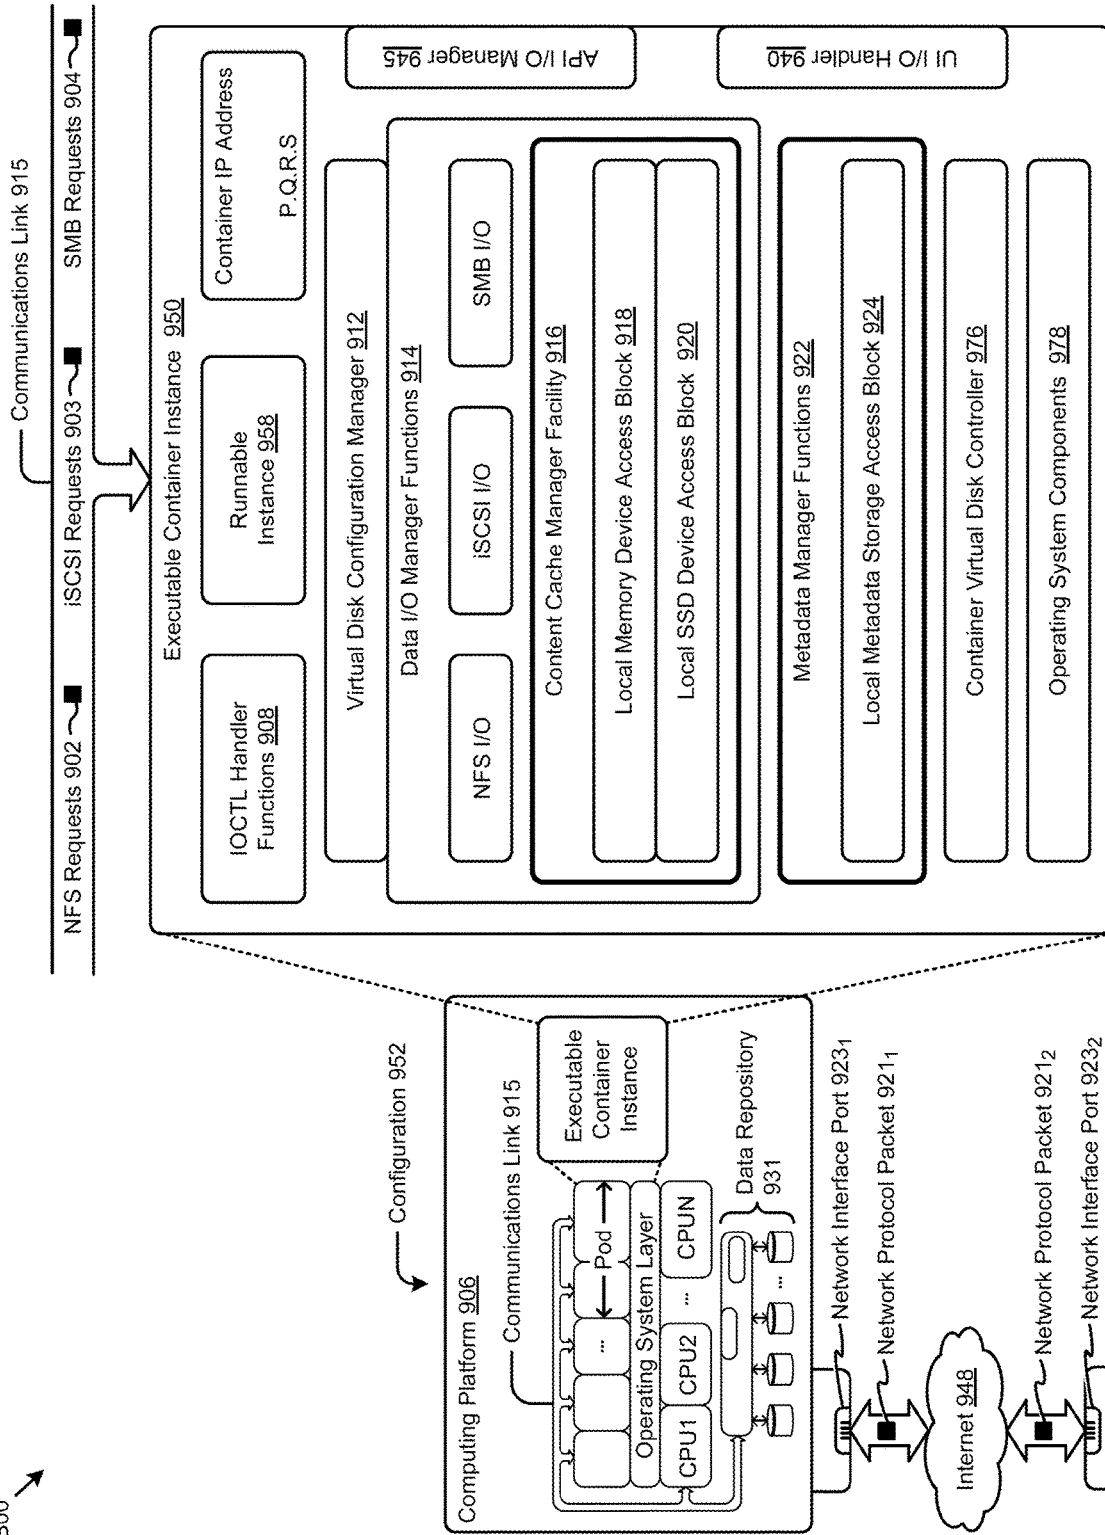 Communications Link 915
NFS Requests 902
iSCSI Requests 903
SMB Requests 904
Executable Container Instance 950
IOCTL Handler
Functions 908
Runnable
Instance 958
Container IP Address
P.Q.R.S
Virtual Disk Configuration Manager 912
Data I/O Manager Functions 914
NFS I/O
iSCSI I/O
SMB I/O
Content Cache Manager Facility 916
Local Memory Device Access Block 918
Local SSD Device Access Block 920
Metadata Manager Functions 922
Local Metadata Storage Access Block 924
Container Virtual Disk Controller 976
Operating System Components 978
API I/O Manager 945
UI I/O Handler 940
Configuration 952
Computing Platform 906
Communications Link 915
Executable
Container
Instance
...
Pod
Operating System Layer
CPU1
CPU2
...
CPUN
Data Repository
931
...
Network Interface Port 923₁
Network Protocol Packet 921₁
Internet 948
Network Protocol Packet 921₂
Network Interface Port 923₂